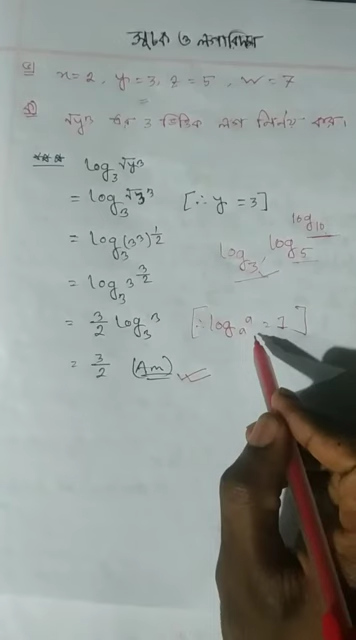 সূচক ও লগারিদম
প্রঃ x = 2, y = 3, z = 5, w = 7
ক) √y³ এর 3 ভিত্তিক লগ নির্ণয় কর।
*** log₃ √y³
= log₃ √3³ [∵ y = 3]
= log₃ (3³)^½
log₃, log₅, log₁₀
= log₃ 3^(3/2)
= 3/2 log₃ 3 [∵ logₐ a = 1]
= 3/2 (Am)